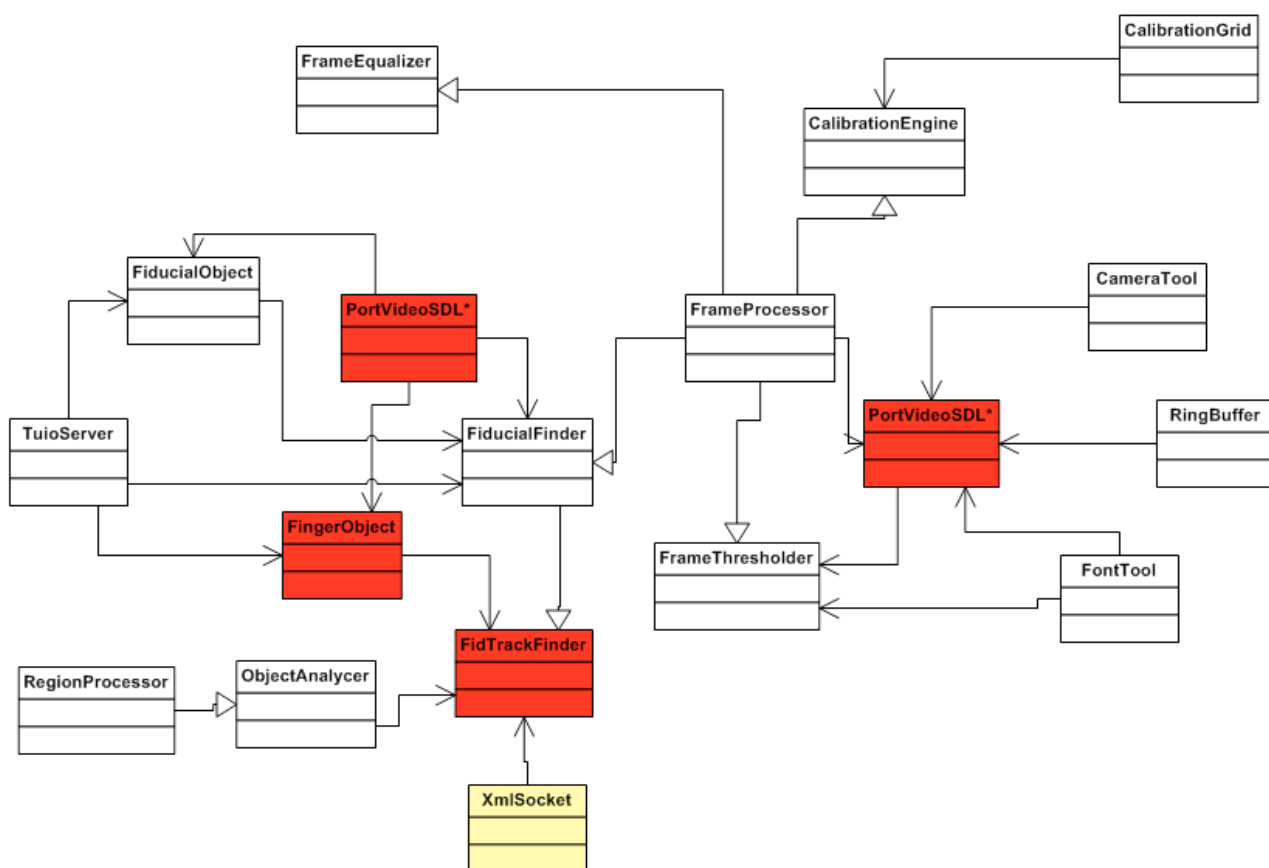 CalibrationGrid
FrameEqualizer
CalibrationEngine
FiducialObject
CameraTool
PortVideoSDL*
FrameProcessor
PortVideoSDL*
RingBuffer
TuioServer
FiducialFinder
FingerObject
FrameThresholder
FontTool
FidTrackFinder
RegionProcessor
ObjectAnalycer
XmlSocket